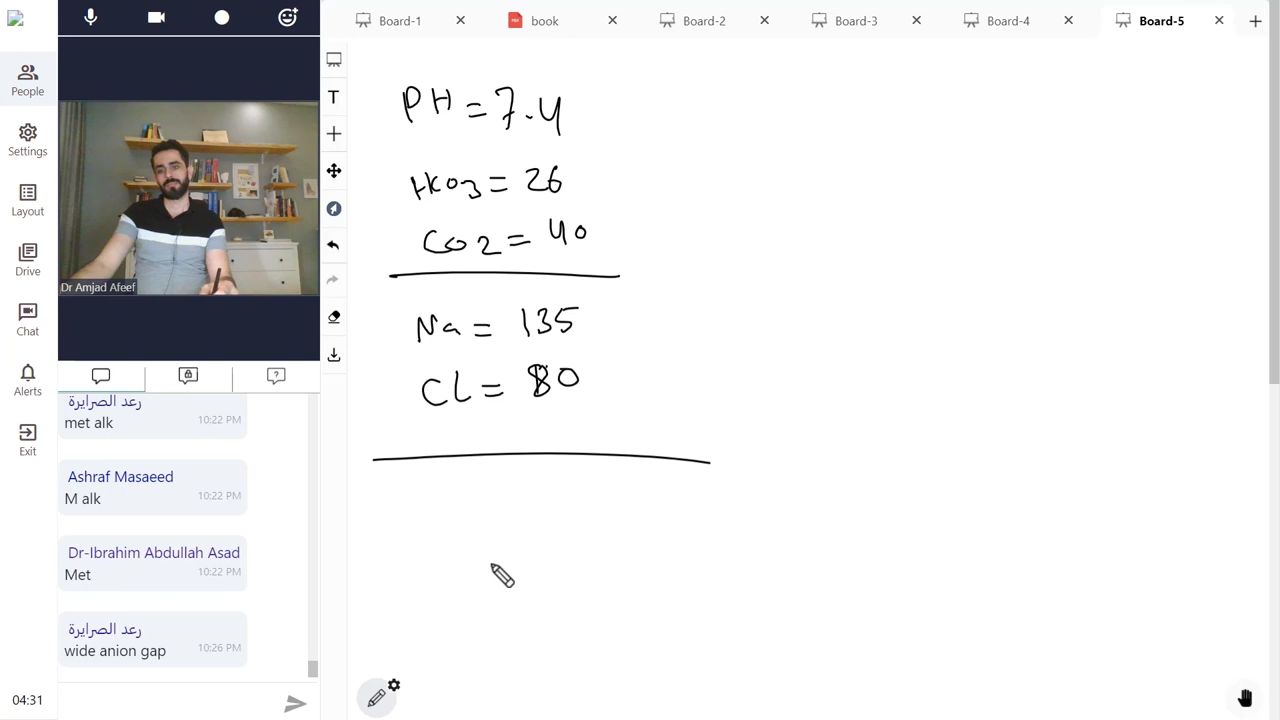 Board-1
book
Board-2
Board-3
Board-4
Board-5
People
Settings
Layout
Drive
Chat
Alerts
Exit
04:31
Dr Amjad Afeef
رعد الصرايرة
met alk
10:22 PM
Ashraf Masaeed
M alk
10:22 PM
Dr-Ibrahim Abdullah Asad
Met
10:22 PM
رعد الصرايرة
wide anion gap
10:26 PM
T
PH = 7.4
HCO3 = 26
CO2 = 40
Na = 135
CL = 80